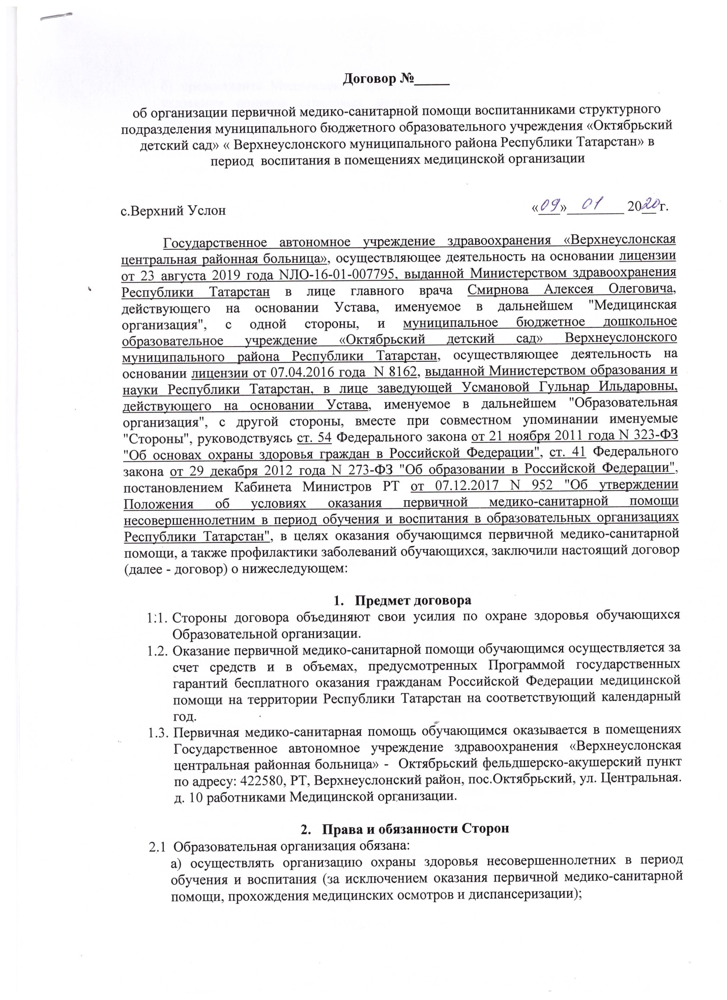 Договор №_____
об организации первичной медико-санитарной помощи воспитанниками структурного
подразделения муниципального бюджетного образовательного учреждения «Октябрьский
детский сад» « Верхнеуслонского муниципального района Республики Татарстан» в
период воспитания в помещениях медицинской организации
с.Верхний Услон «09» 01 2020 г.
Государственное автономное учреждение здравоохранения «Верхнеуслонская
центральная районная больница», осуществляющее деятельность на основании лицензии
от 23 августа 2019 года NЛО-16-01-007795, выданной Министерством здравоохранения
Республики Татарстан в лице главного врача Смирнова Алексея Олеговича,
действующего на основании Устава, именуемое в дальнейшем "Медицинская
организация", с одной стороны, и муниципальное бюджетное дошкольное
образовательное учреждение «Октябрьский детский сад» Верхнеуслонского
муниципального района Республики Татарстан, осуществляющее деятельность на
основании лицензии от 07.04.2016 года N 8162, выданной Министерством образования и
науки Республики Татарстан, в лице заведующей Усмановой Гульнар Ильдаровны,
действующего на основании Устава, именуемое в дальнейшем "Образовательная
организация", с другой стороны, вместе при совместном упоминании именуемые
"Стороны", руководствуясь ст. 54 Федерального закона от 21 ноября 2011 года N 323-ФЗ
"Об основах охраны здоровья граждан в Российской Федерации", ст. 41 Федерального
закона от 29 декабря 2012 года N 273-ФЗ "Об образовании в Российской Федерации",
постановлением Кабинета Министров РТ от 07.12.2017 N 952 "Об утверждении
Положения об условиях оказания первичной медико-санитарной помощи
несовершеннолетним в период обучения и воспитания в образовательных организациях
Республики Татарстан", в целях оказания обучающимся первичной медико-санитарной
помощи, а также профилактики заболеваний обучающихся, заключили настоящий договор
(далее - договор) о нижеследующем:
1. Предмет договора
1.1. Стороны договора объединяют свои усилия по охране здоровья обучающихся
Образовательной организации.
1.2. Оказание первичной медико-санитарной помощи обучающимся осуществляется за
счет средств и в объемах, предусмотренных Программой государственных
гарантий бесплатного оказания гражданам Российской Федерации медицинской
помощи на территории Республики Татарстан на соответствующий календарный
год.
1.3. Первичная медико-санитарная помощь обучающимся оказывается в помещениях
Государственное автономное учреждение здравоохранения «Верхнеуслонская
центральная районная больница» - Октябрьский фельдшерско-акушерский пункт
по адресу: 422580, РТ, Верхнеуслонский район, пос.Октябрьский, ул. Центральная.
д. 10 работниками Медицинской организации.
2. Права и обязанности Сторон
2.1 Образовательная организация обязана:
а) осуществлять организацию охраны здоровья несовершеннолетних в период
обучения и воспитания (за исключением оказания первичной медико-санитарной
помощи, прохождения медицинских осмотров и диспансеризации);